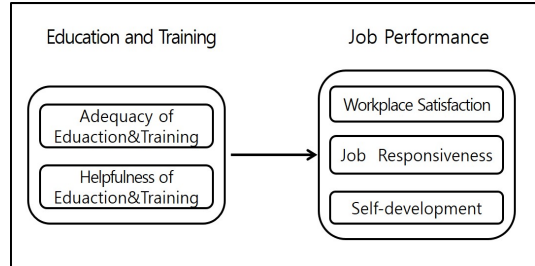 Education and Training
Job Performance
Adequacy of
Eduaction&Training
Helpfulness of
Eduaction&Training
Workplace Satisfaction
Job Responsiveness
Self-development